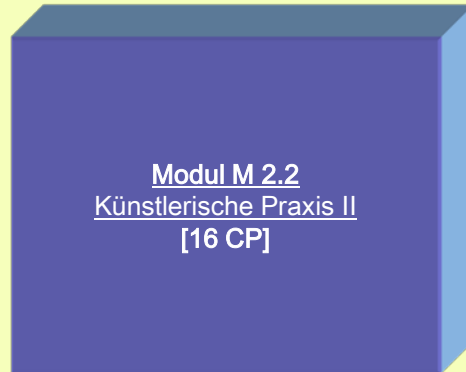 Modul M 2.2
Künstlerische Praxis II
[16 CP]